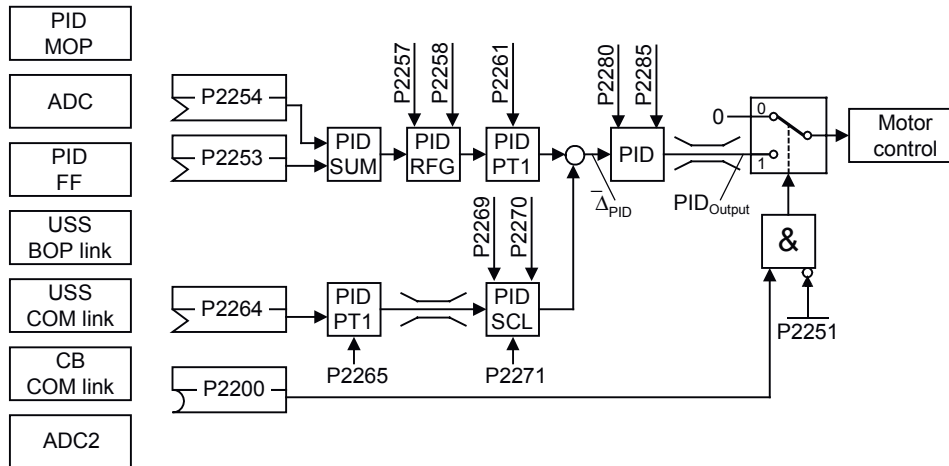 PID
MOP
ADC
PID
FF
USS
BOP link
USS
COM link
CB
COM link
ADC2
P2254
P2253
P2264
P2200
PID
SUM
P2257
P2258
PID
RFG
P2261
PID
PT1
P2269
P2270
PID
SCL
P2271
PID
PT1
P2265
ΔPID
P2280
P2285
PID
PIDOutput
0
0
1
&
P2251
Motor
control